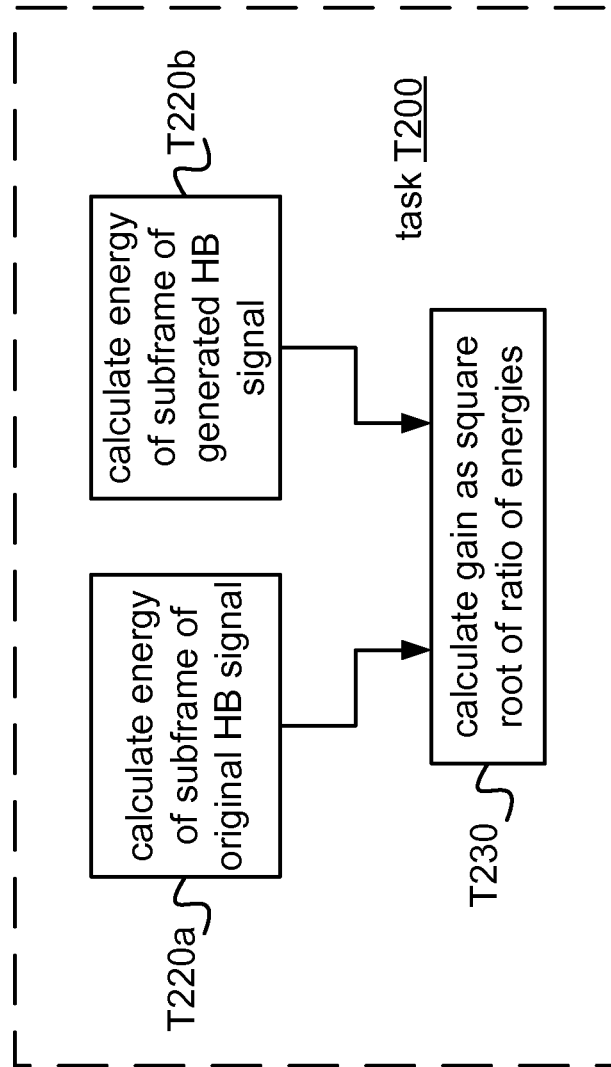 T220a
calculate energy
of subframe of
original HB signal
T220b
calculate energy
of subframe of
generated HB
signal
T230
calculate gain as square
root of ratio of energies
task T200